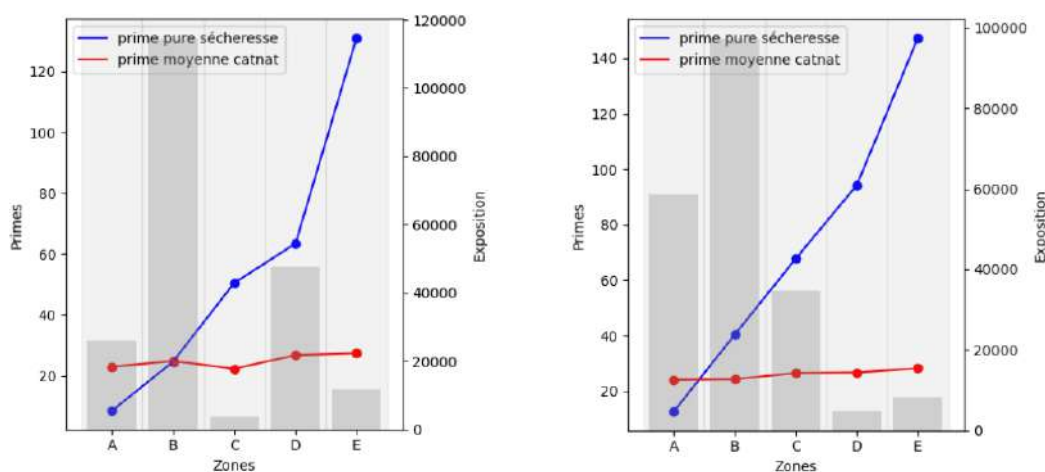 prime pure sécheresse
prime moyenne catnat
120
100
80
60
40
20
Primes
120000
100000
80000
60000
40000
20000
0
Exposition
A B C D E
Zones
prime pure sécheresse
prime moyenne catnat
140
120
100
80
60
40
20
Primes
100000
80000
60000
40000
20000
0
Exposition
A B C D E
Zones